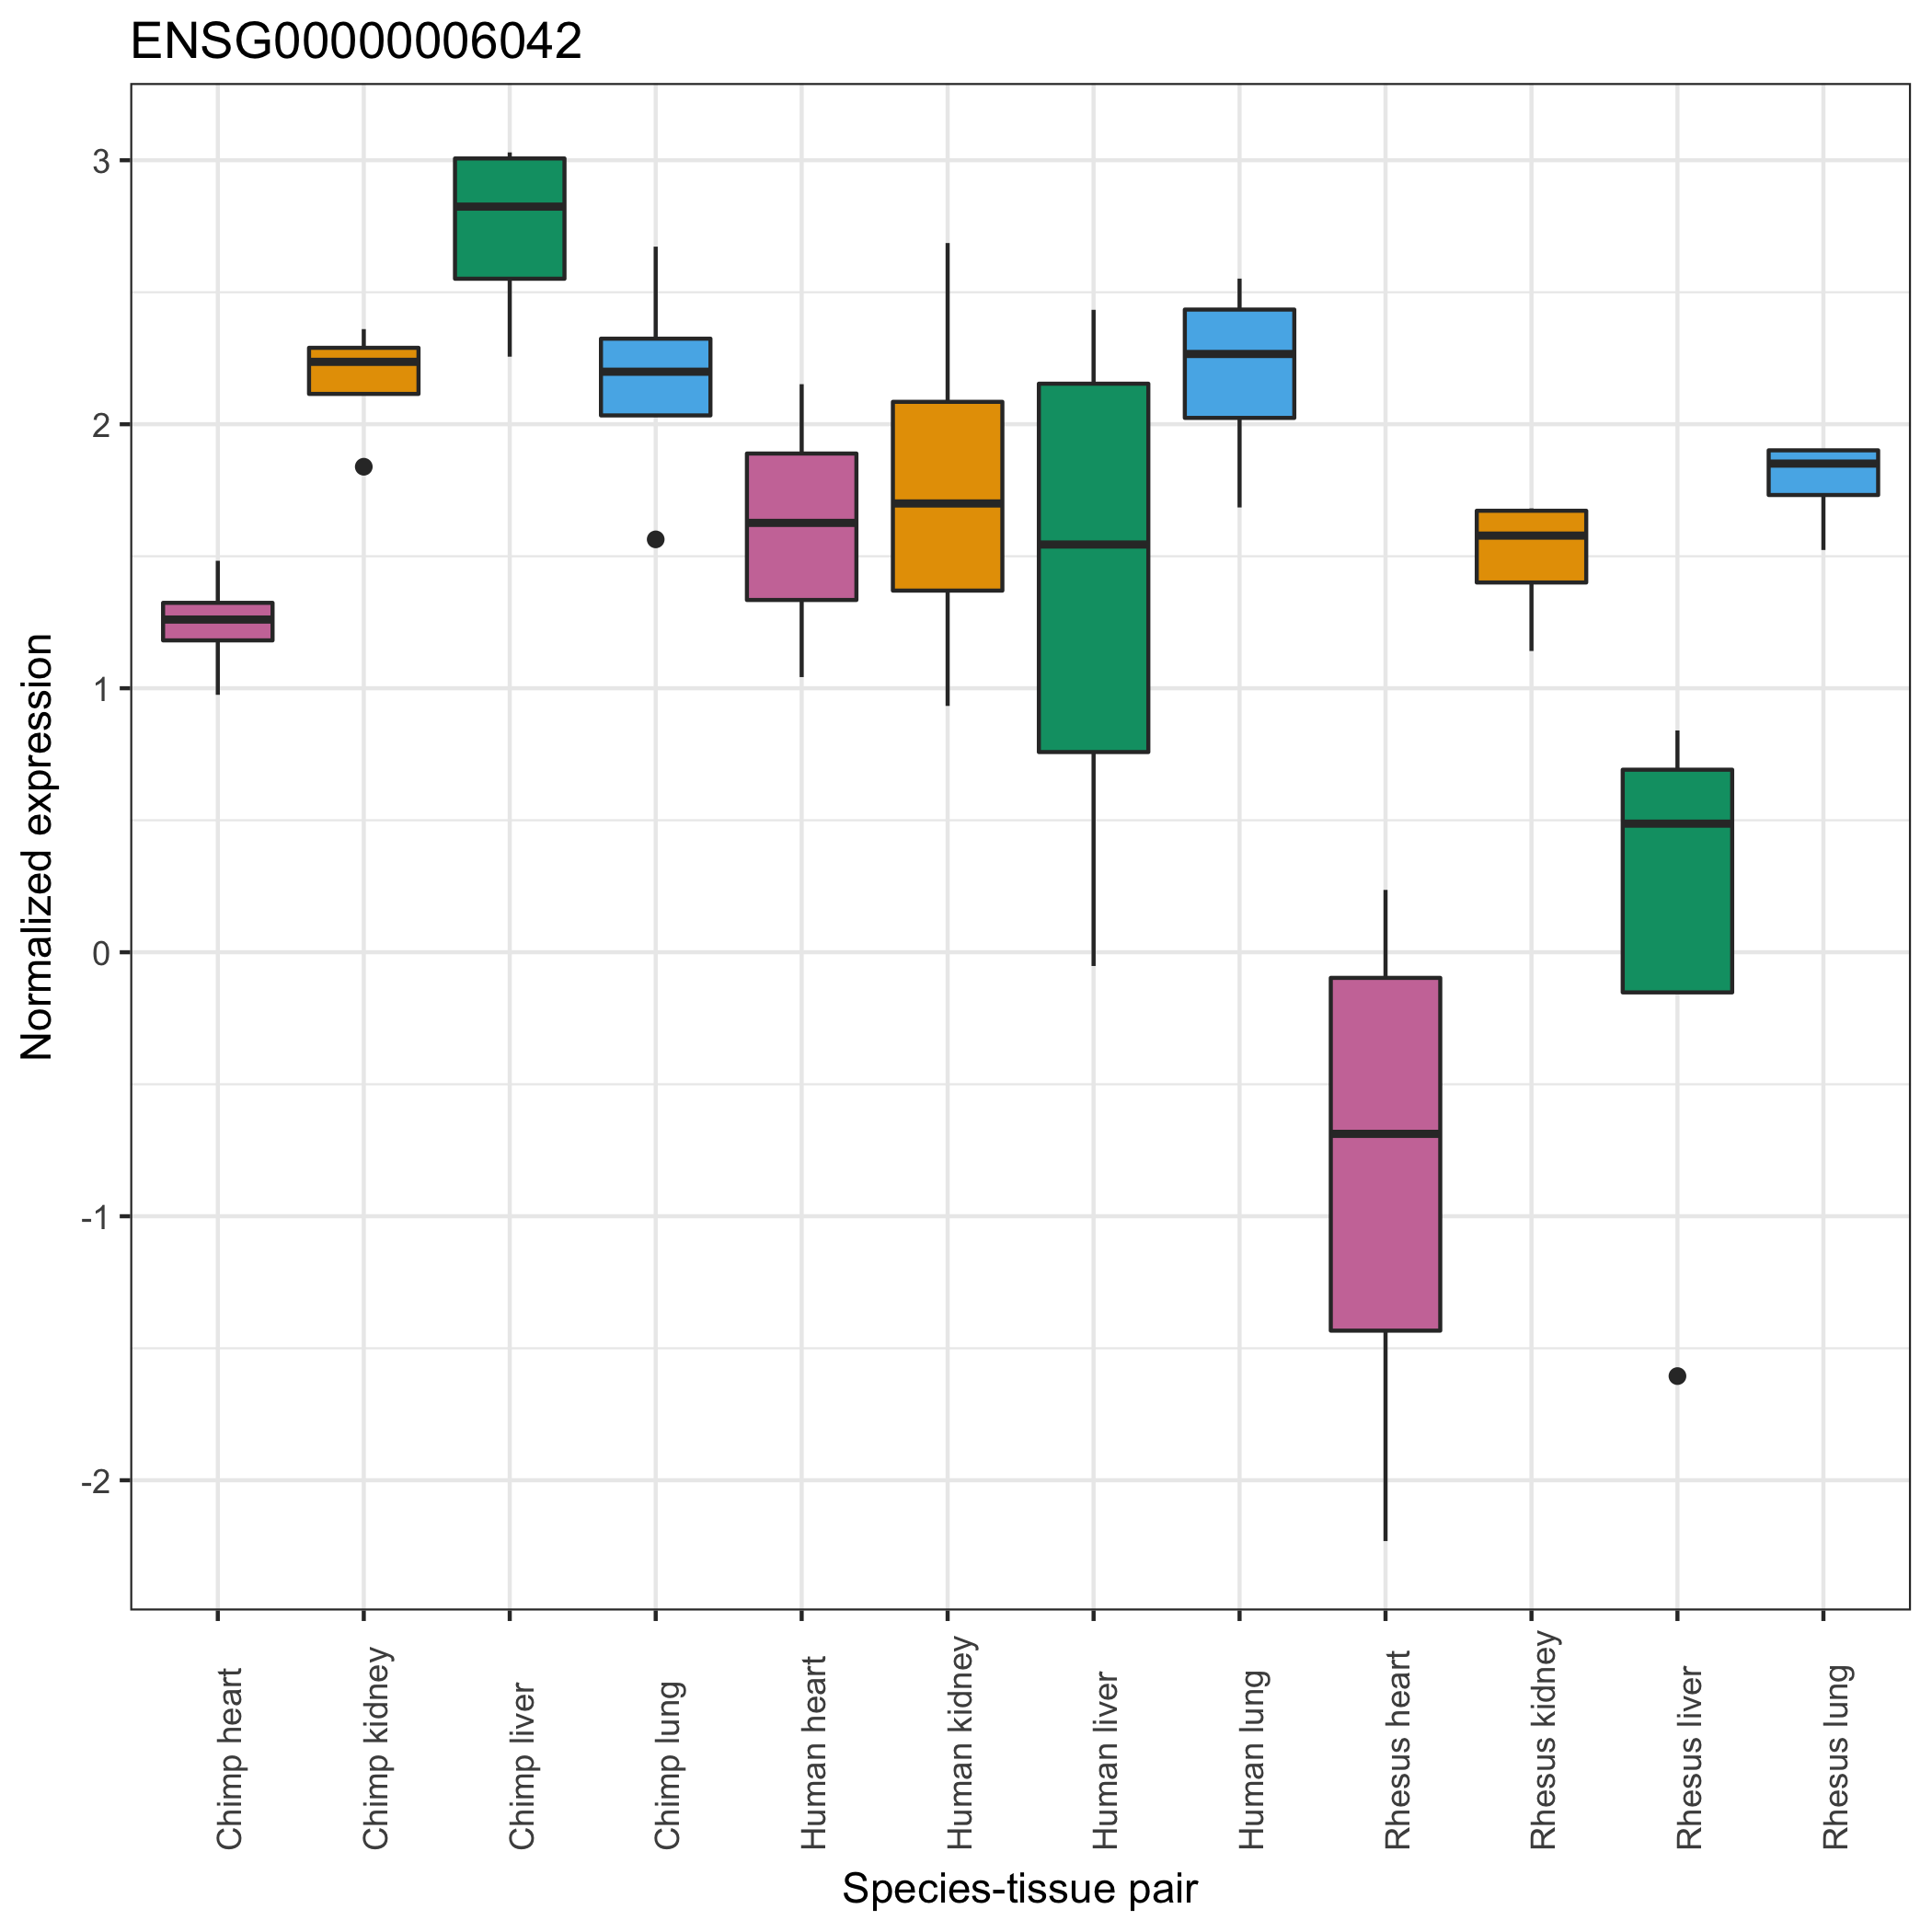 ENSG00000006042
Normalized expression
3
2
1
0
-1
-2
Chimp heart
Chimp kidney
Chimp liver
Chimp lung
Human heart
Human kidney
Human liver
Human lung
Rhesus heart
Rhesus kidney
Rhesus liver
Rhesus lung
Species-tissue pair